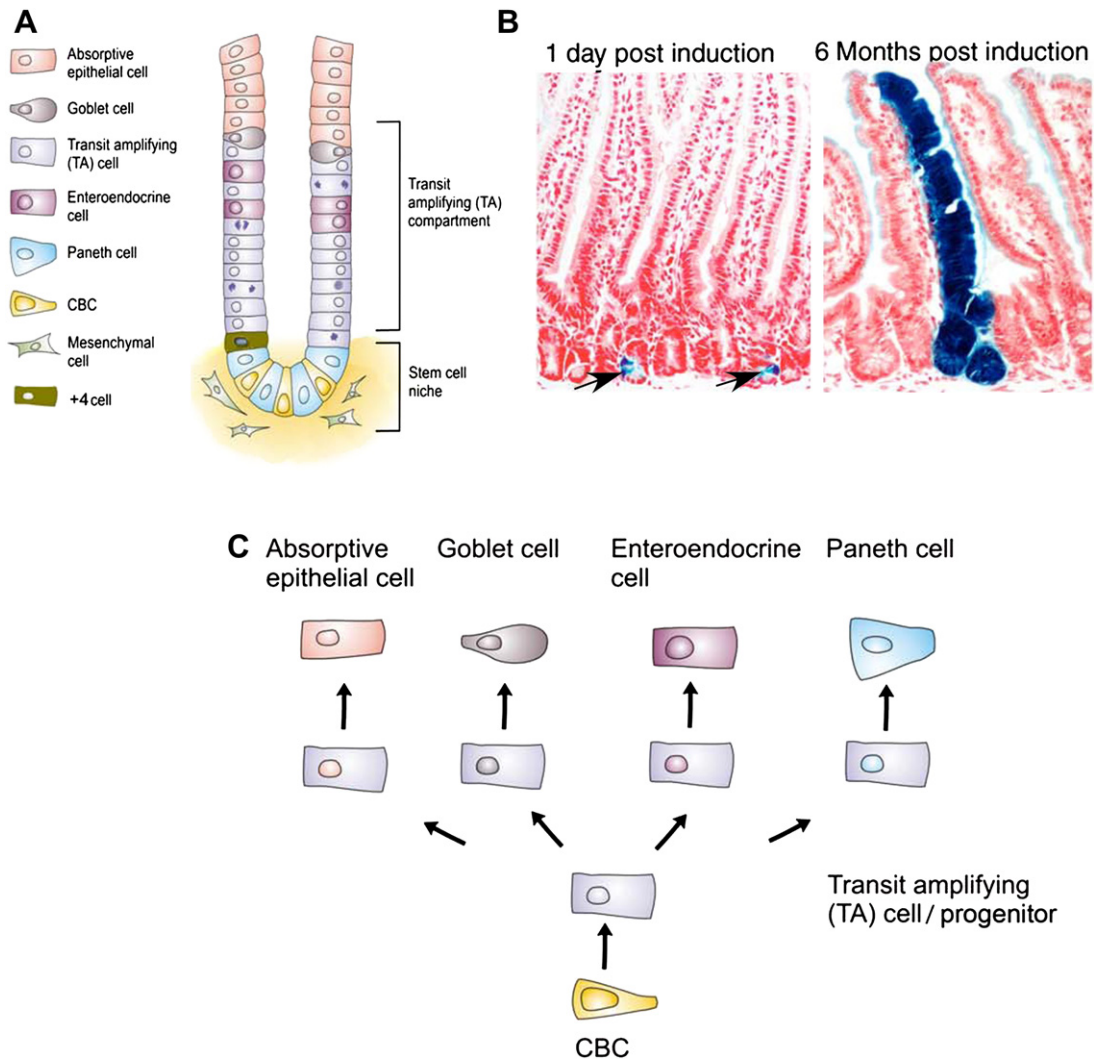 A
Absorptive
epithelial cell
Goblet cell
Transit amplifying
(TA) cell
Enteroendocrine
cell
Paneth cell
CBC
Mesenchymal
cell
+4 cell
Transit
amplifying (TA)
compartment
Stem cell
niche
B
1 day post induction
6 Months post induction
C
Absorptive
epithelial cell
Goblet cell
Enteroendocrine
cell
Paneth cell
Transit amplifying
(TA) cell / progenitor
CBC